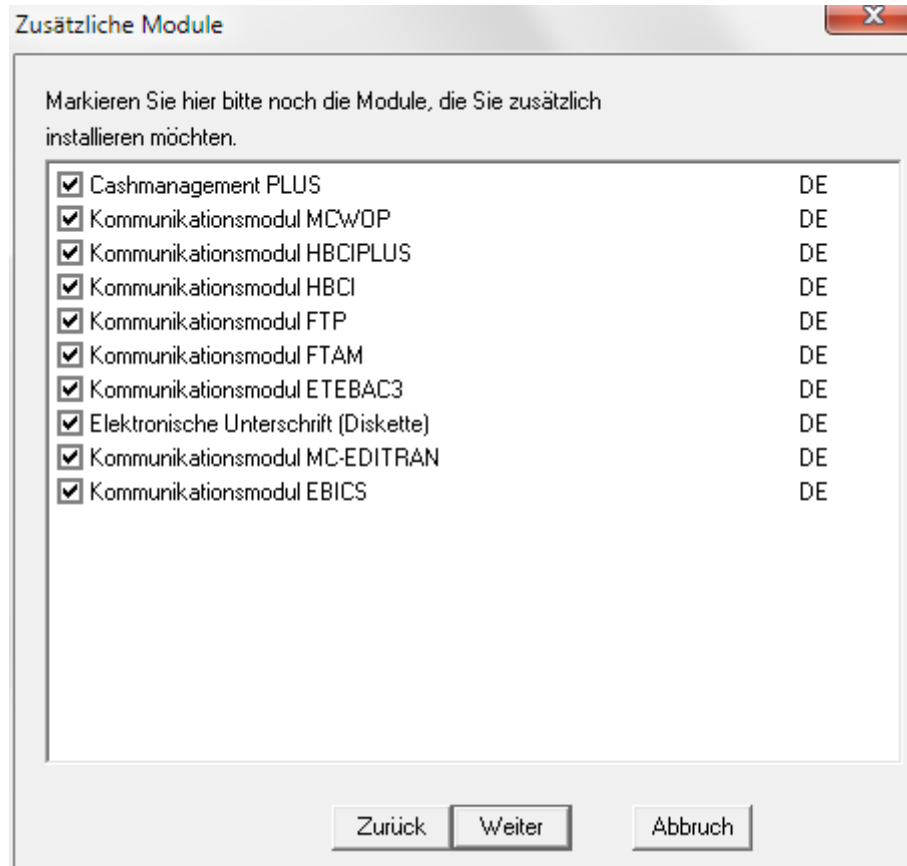 Zusätzliche Module
Markieren Sie hier bitte noch die Module, die Sie zusätzlich
installieren möchten.
Cashmanagement PLUS DE
Kommunikationsmodul MCWOP DE
Kommunikationsmodul HBCIPLUS DE
Kommunikationsmodul HBCI DE
Kommunikationsmodul FTP DE
Kommunikationsmodul FTAM DE
Kommunikationsmodul ETEBAC3 DE
Elektronische Unterschrift (Diskette) DE
Kommunikationsmodul MC-EDITRAN DE
Kommunikationsmodul EBICS DE
Zurück Weiter Abbruch